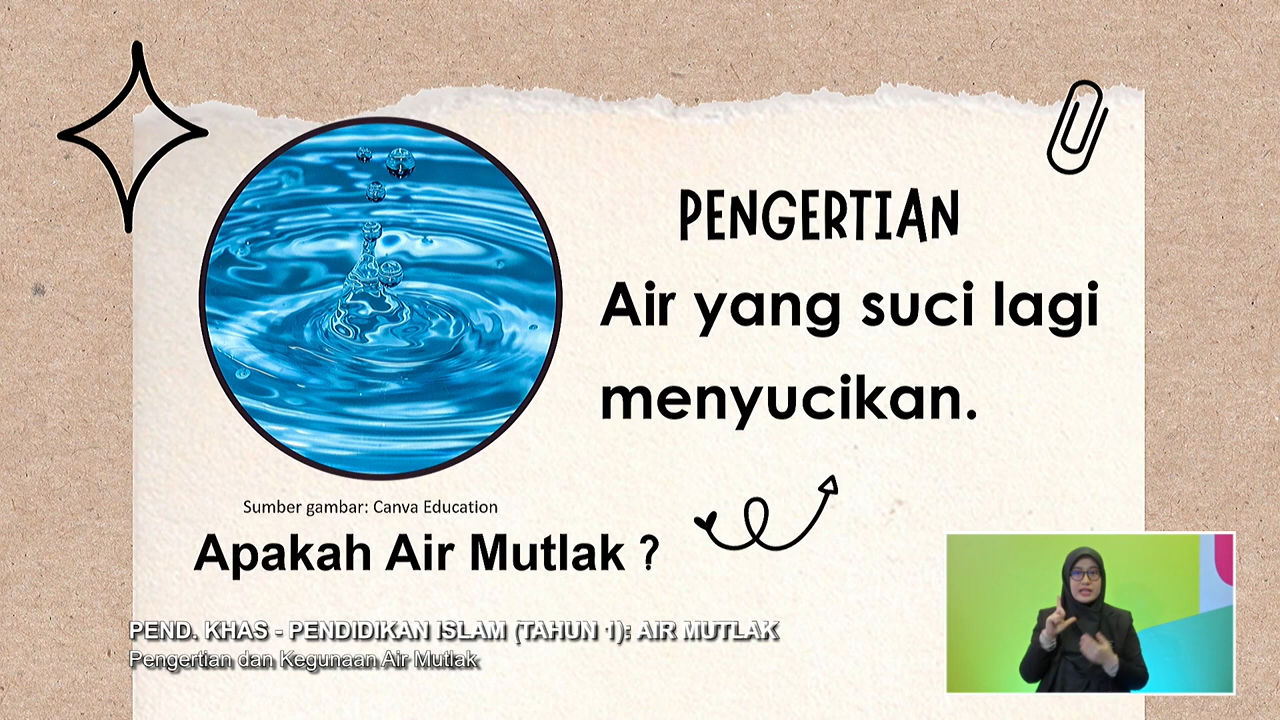 PENGERTIAN
Air yang suci lagi
menyucikan.
Sumber gambar: Canva Education
Apakah Air Mutlak ?
PEND. KHAS - PENDIDIKAN ISLAM (TAHUN 1): AIR MUTLAK
Pengertian dan Kegunaan Air Mutlak